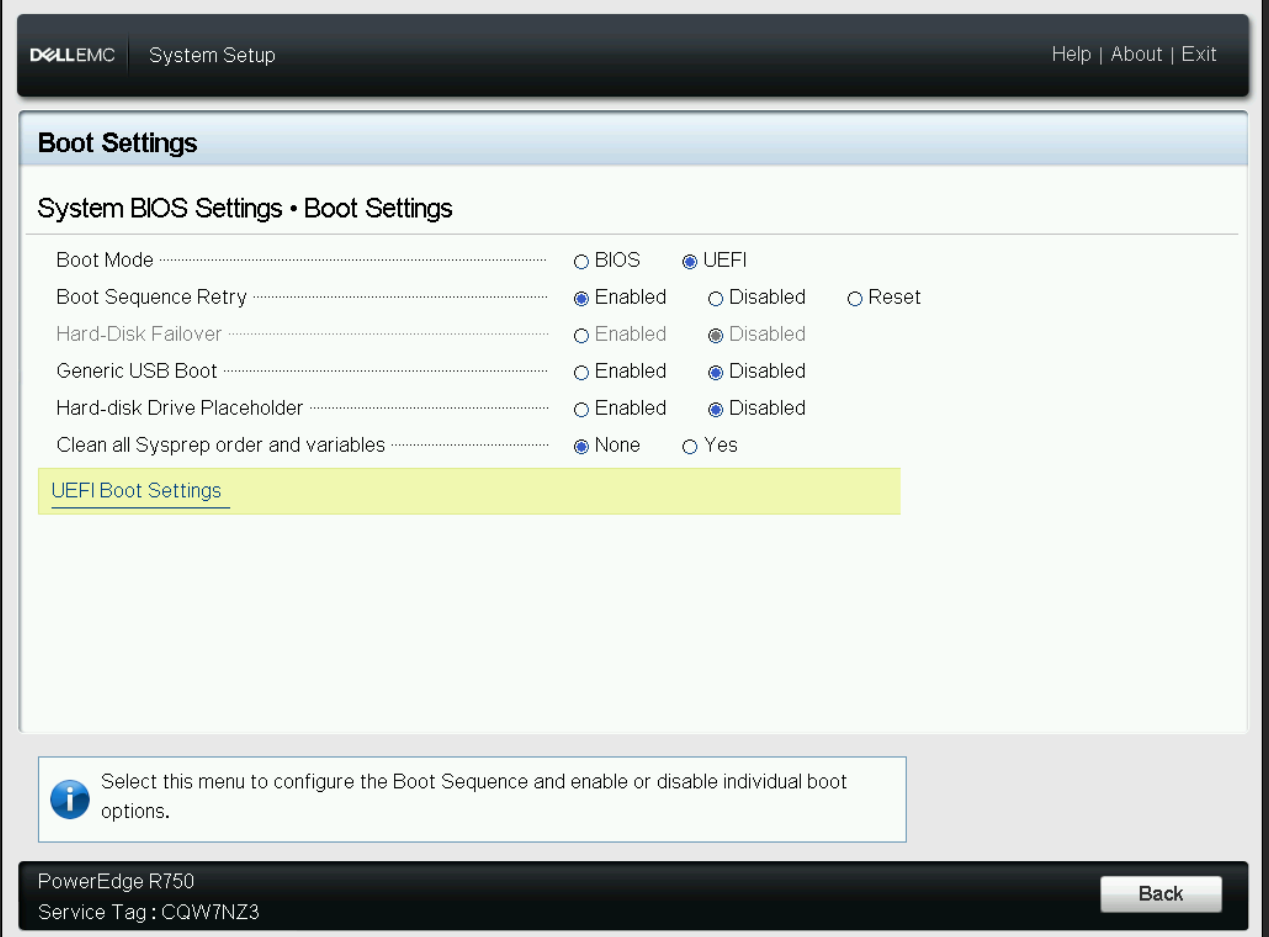 DELLEMC System Setup Help | About | Exit
Boot Settings
System BIOS Settings • Boot Settings
Boot Mode BIOS UEFI
Boot Sequence Retry Enabled Disabled Reset
Hard-Disk Failover Enabled Disabled
Generic USB Boot Enabled Disabled
Hard-disk Drive Placeholder Enabled Disabled
Clean all Sysprep order and variables None Yes
UEFI Boot Settings
Select this menu to configure the Boot Sequence and enable or disable individual boot
options.
PowerEdge R750
Service Tag : CQW7NZ3
Back